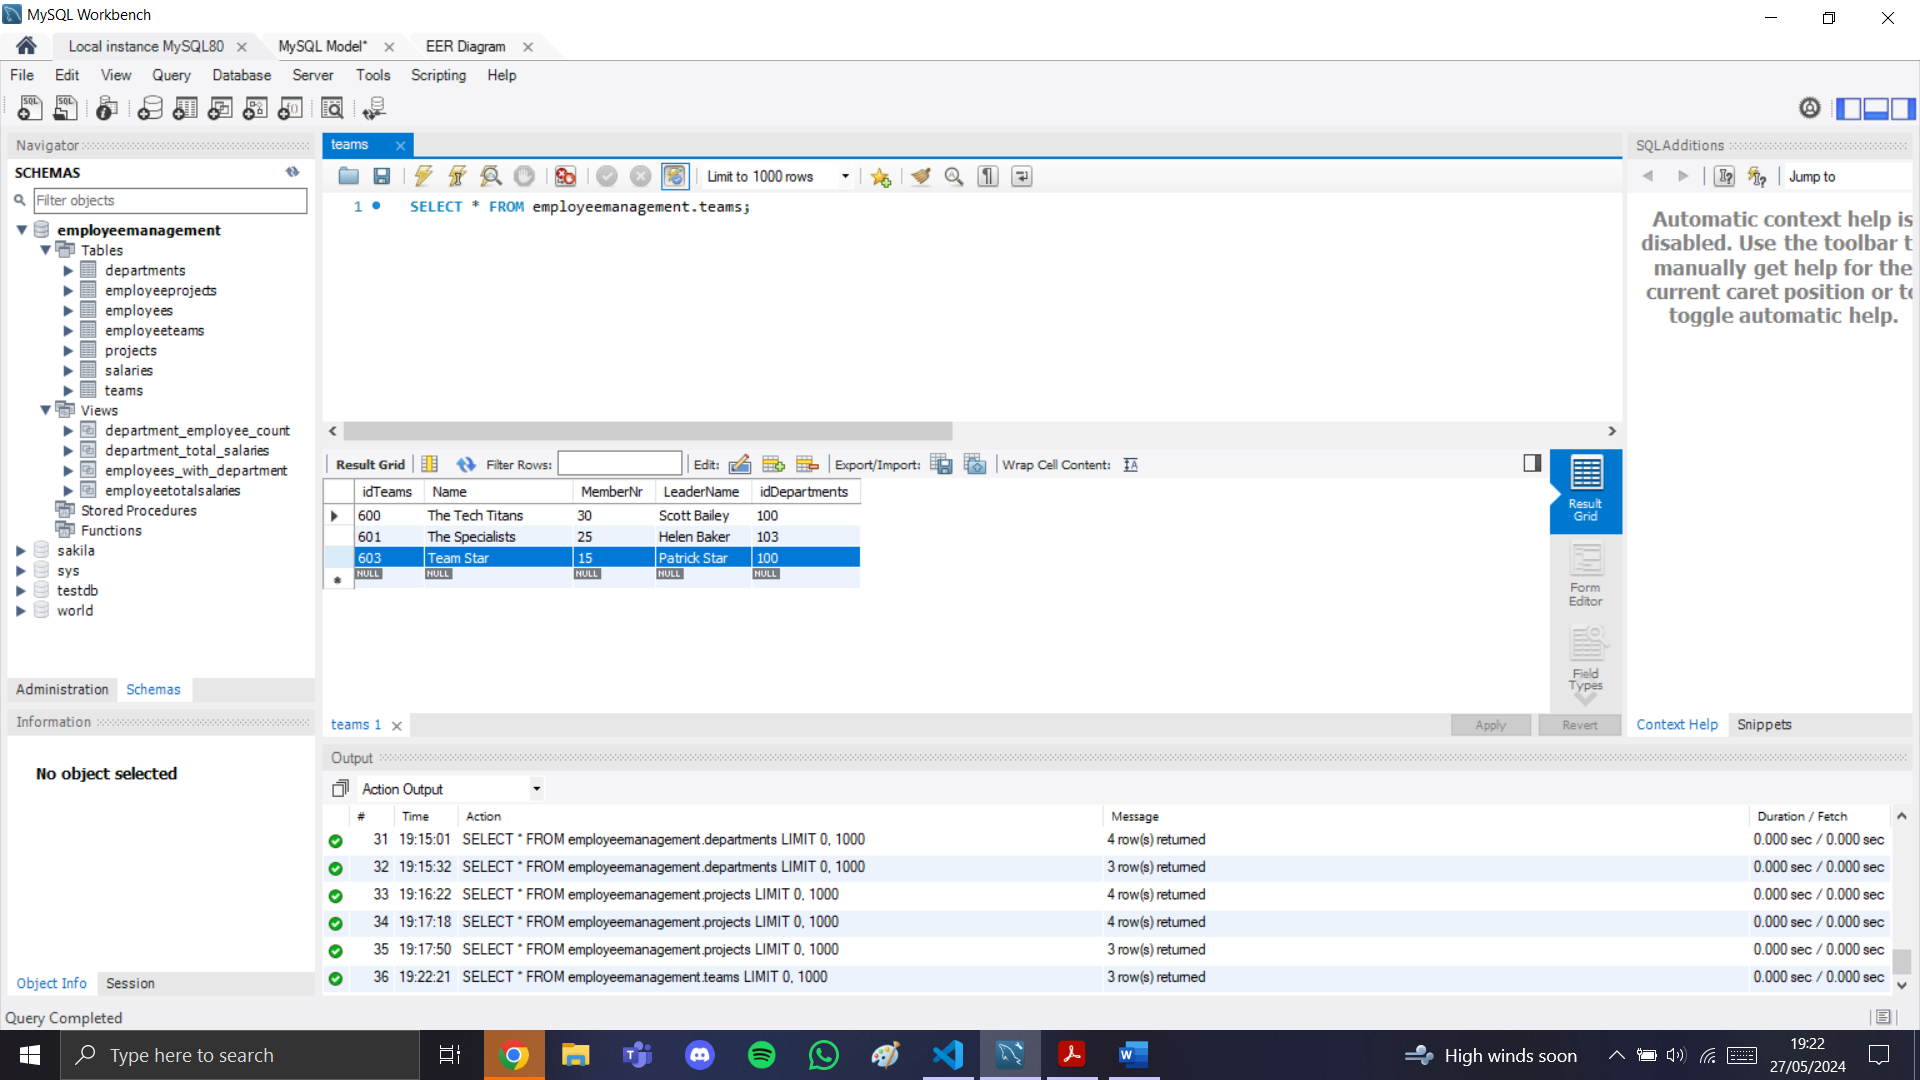 MySQL Workbench
Local instance MySQL80
MySQL Model*
EER Diagram
File Edit View Query Database Server Tools Scripting Help
Navigator
SCHEMAS
Filter objects
employeemanagement
Tables
departments
employeeprojects
employees
employeeteams
projects
salaries
teams
Views
department_employee_count
department_total_salaries
employees_with_department
employeetotalsalaries
Stored Procedures
Functions
sakila
sys
testdb
world
Administration Schemas
Information
No object selected
Object Info Session
teams
Limit to 1000 rows
1 SELECT * FROM employeemanagement.teams;
Result Grid Filter Rows: Edit: Export/Import: Wrap Cell Content:
idTeams Name MemberNr LeaderName idDepartments
600 The Tech Titans 30 Scott Bailey 100
601 The Specialists 25 Helen Baker 103
603 Team Star 15 Patrick Star 100
NULL NULL NULL NULL NULL
Result Grid
Form Editor
Field Types
teams 1
Apply Revert
SQLAdditions
Jump to
Automatic context help is
disabled. Use the toolbar t
manually get help for the
current caret position or to
toggle automatic help.
Context Help Snippets
Output
Action Output
# Time Action Message Duration / Fetch
31 19:15:01 SELECT * FROM employeemanagement.departments LIMIT 0, 1000 4 row(s) returned 0.000 sec / 0.000 sec
32 19:15:32 SELECT * FROM employeemanagement.departments LIMIT 0, 1000 3 row(s) returned 0.000 sec / 0.000 sec
33 19:16:22 SELECT * FROM employeemanagement.projects LIMIT 0, 1000 4 row(s) returned 0.000 sec / 0.000 sec
34 19:17:18 SELECT * FROM employeemanagement.projects LIMIT 0, 1000 4 row(s) returned 0.000 sec / 0.000 sec
35 19:17:50 SELECT * FROM employeemanagement.projects LIMIT 0, 1000 3 row(s) returned 0.000 sec / 0.000 sec
36 19:22:21 SELECT * FROM employeemanagement.teams LIMIT 0, 1000 3 row(s) returned 0.000 sec / 0.000 sec
Query Completed
Type here to search
High winds soon
19:22
27/05/2024